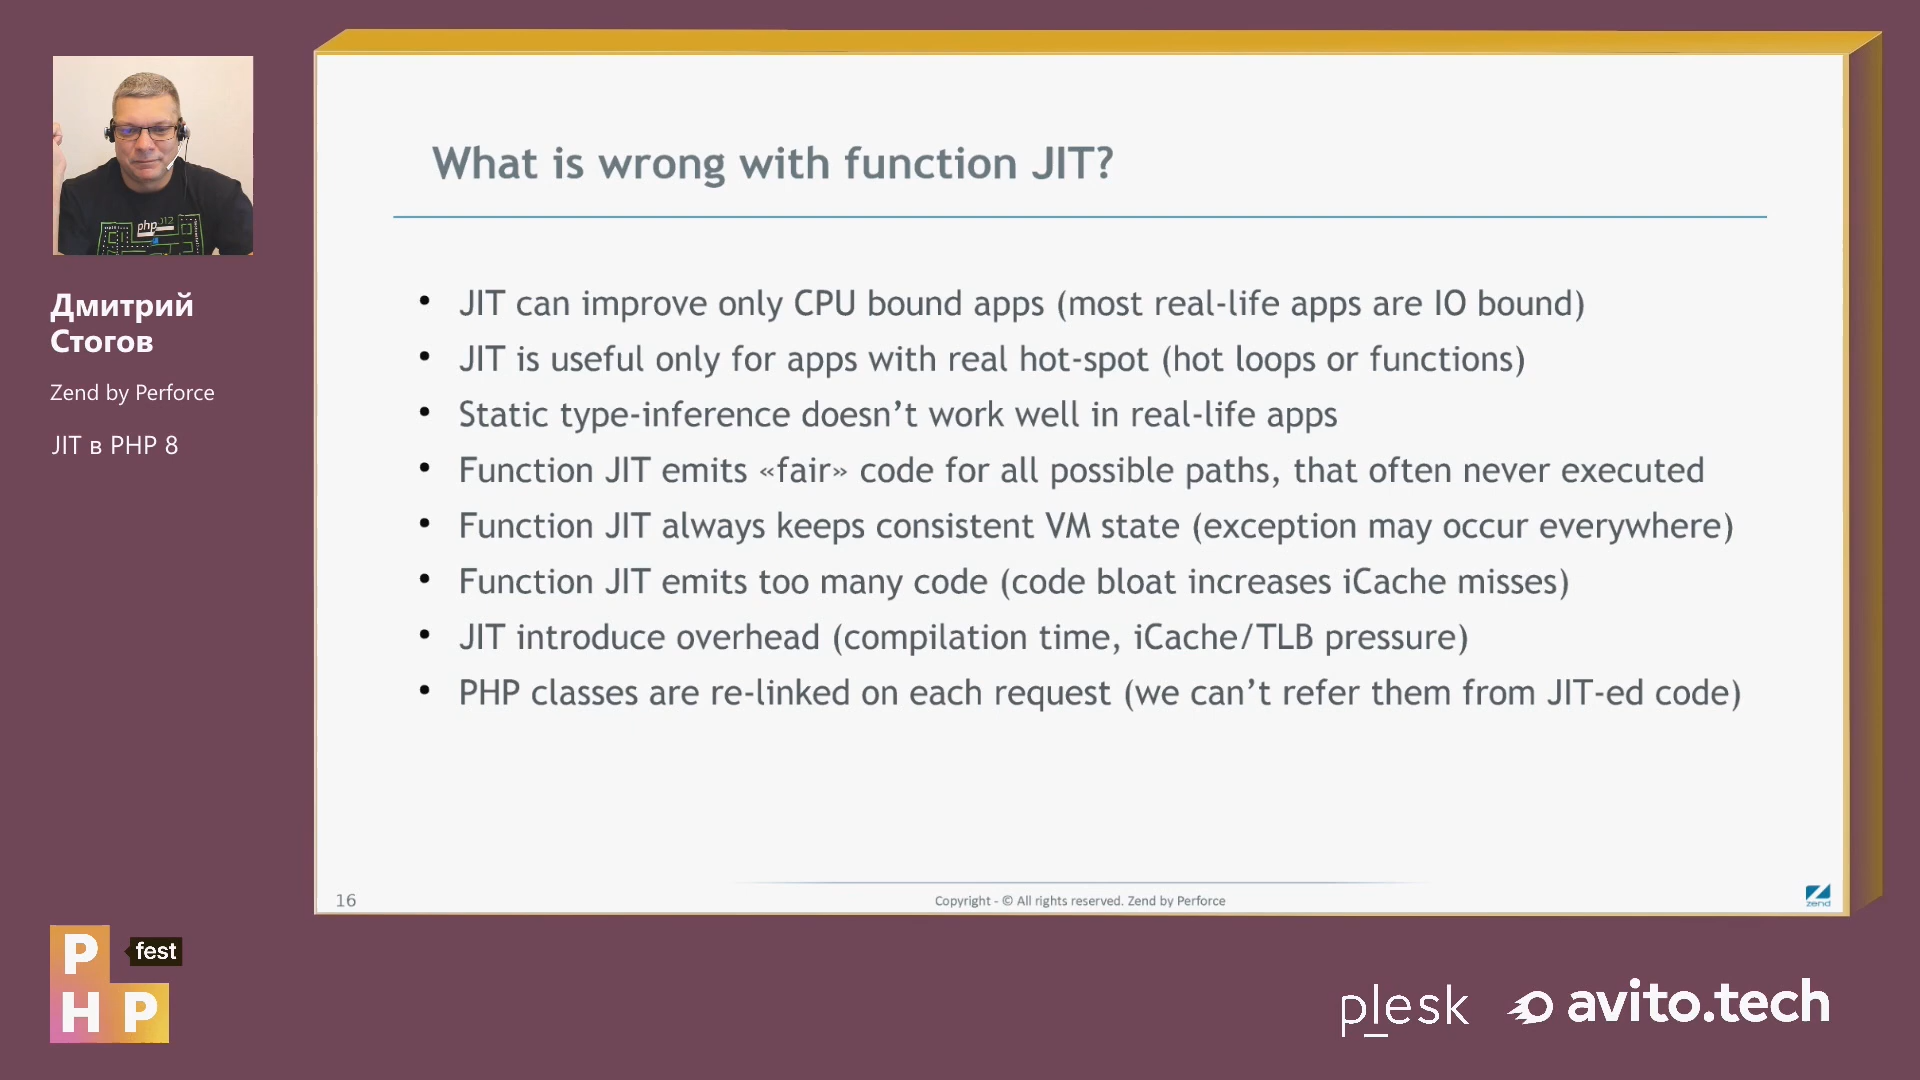 What is wrong with function JIT?
• JIT can improve only CPU bound apps (most real-life apps are IO bound)
• JIT is useful only for apps with real hot-spot (hot loops or functions)
• Static type-inference doesn’t work well in real-life apps
• Function JIT emits «fair» code for all possible paths, that often never executed
• Function JIT always keeps consistent VM state (exception may occur everywhere)
• Function JIT emits too many code (code bloat increases iCache misses)
• JIT introduce overhead (compilation time, iCache/TLB pressure)
• PHP classes are re-linked on each request (we can’t refer them from JIT-ed code)
16
Copyright - © All rights reserved. Zend by Perforce
zend
php
Дмитрий
Стогов
Zend by Perforce
JIT в PHP 8
P fest
HP
plesk avito.tech